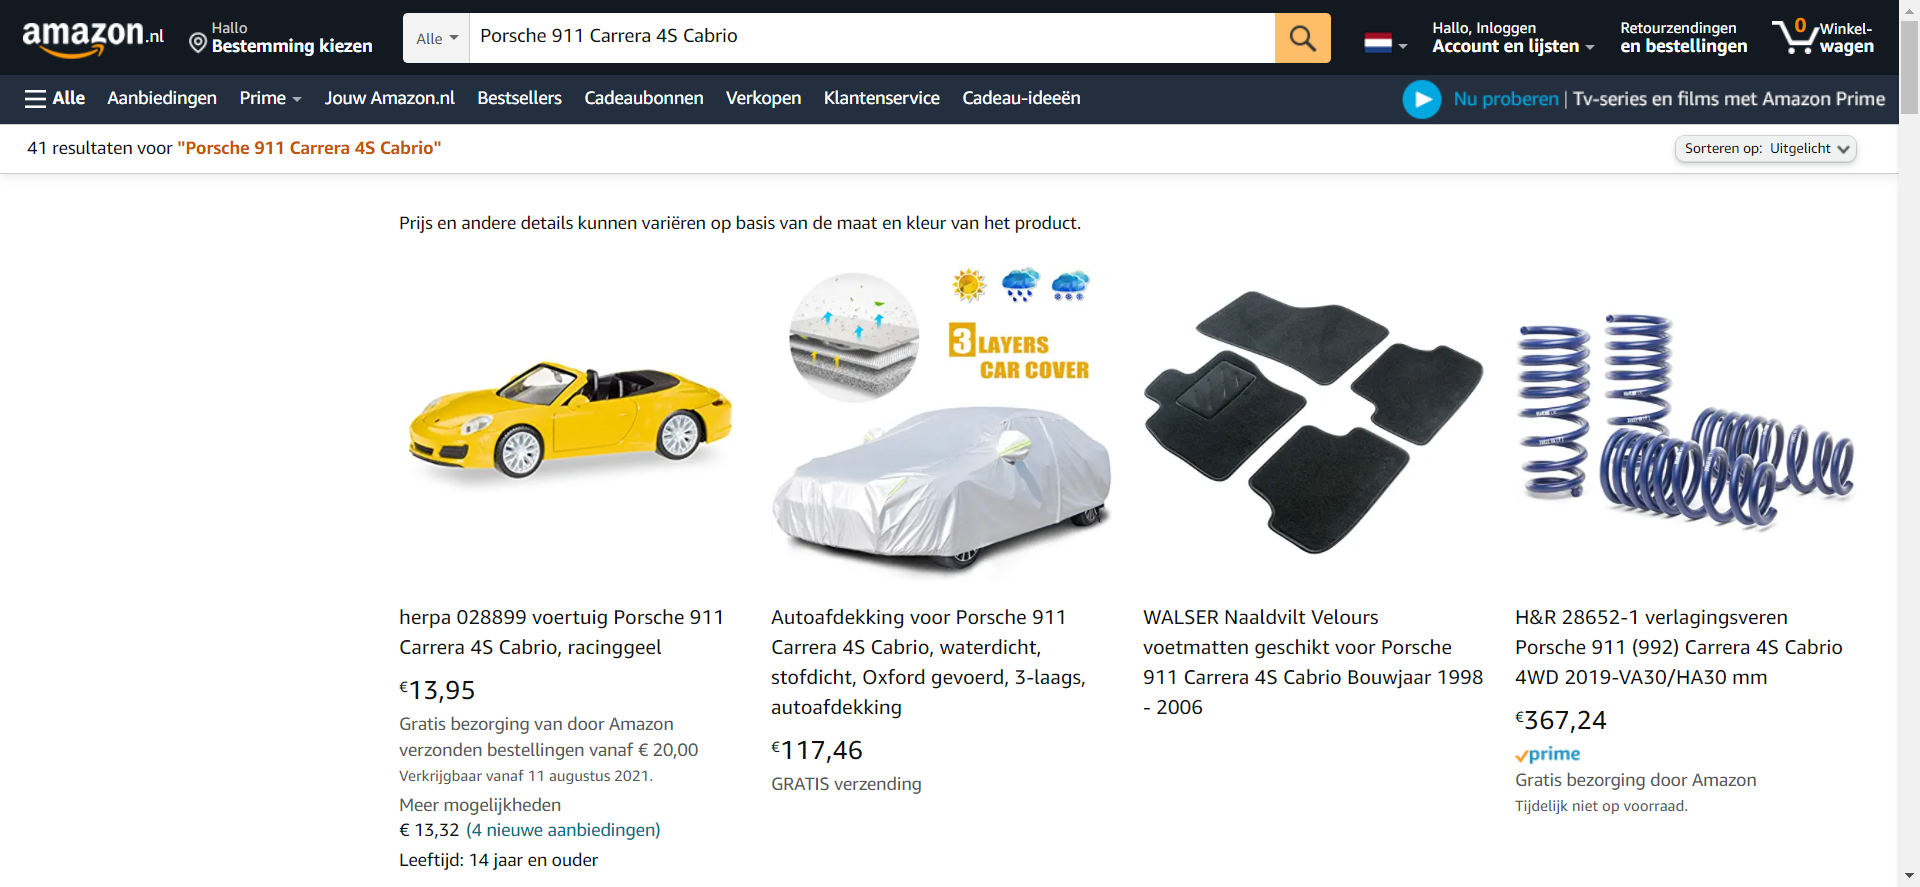 amazon.nl
Hallo
Bestemming kiezen
Alle
Porsche 911 Carrera 4S Cabrio
Hallo, Inloggen
Account en lijsten
Retourzendingen
en bestellingen
0
Winkel-
wagen
Alle
Aanbiedingen
Prime
Jouw Amazon.nl
Bestsellers
Cadeaubonnen
Verkopen
Klantenservice
Cadeau-ideeën
Nu proberen | Tv-series en films met Amazon Prime
41 resultaten voor "Porsche 911 Carrera 4S Cabrio"
Sorteren op: Uitgelicht
Prijs en andere details kunnen variëren op basis van de maat en kleur van het product.
3 LAYERS
CAR COVER
herpa 028899 voertuig Porsche 911
Carrera 4S Cabrio, racinggeel
€13,95
Gratis bezorging van door Amazon
verzonden bestellingen vanaf € 20,00
Verkrijgbaar vanaf 11 augustus 2021.
Meer mogelijkheden
€ 13,32 (4 nieuwe aanbiedingen)
Leeftijd: 14 jaar en ouder
Autoafdekking voor Porsche 911
Carrera 4S Cabrio, waterdicht,
stofdicht, Oxford gevoerd, 3-laags,
autoafdekking
€117,46
GRATIS verzending
WALSER Naaldvilt Velours
voetmatten geschikt voor Porsche
911 Carrera 4S Cabrio Bouwjaar 1998
- 2006
H&R 28652-1 verlagingsveren
Porsche 911 (992) Carrera 4S Cabrio
4WD 2019-VA30/HA30 mm
€367,24
prime
Gratis bezorging door Amazon
Tijdelijk niet op voorraad.